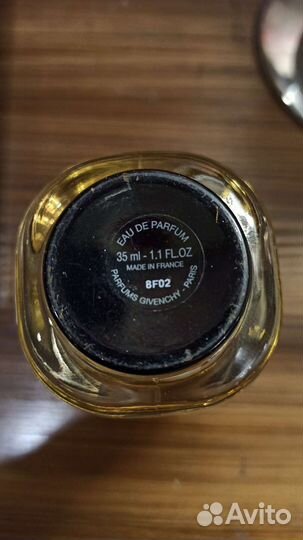 EAU DE PARFUM
35 ml - 1.1 FL.OZ
MADE IN FRANCE
8F02
PARFUMS GIVENCHY - PARIS
Avito